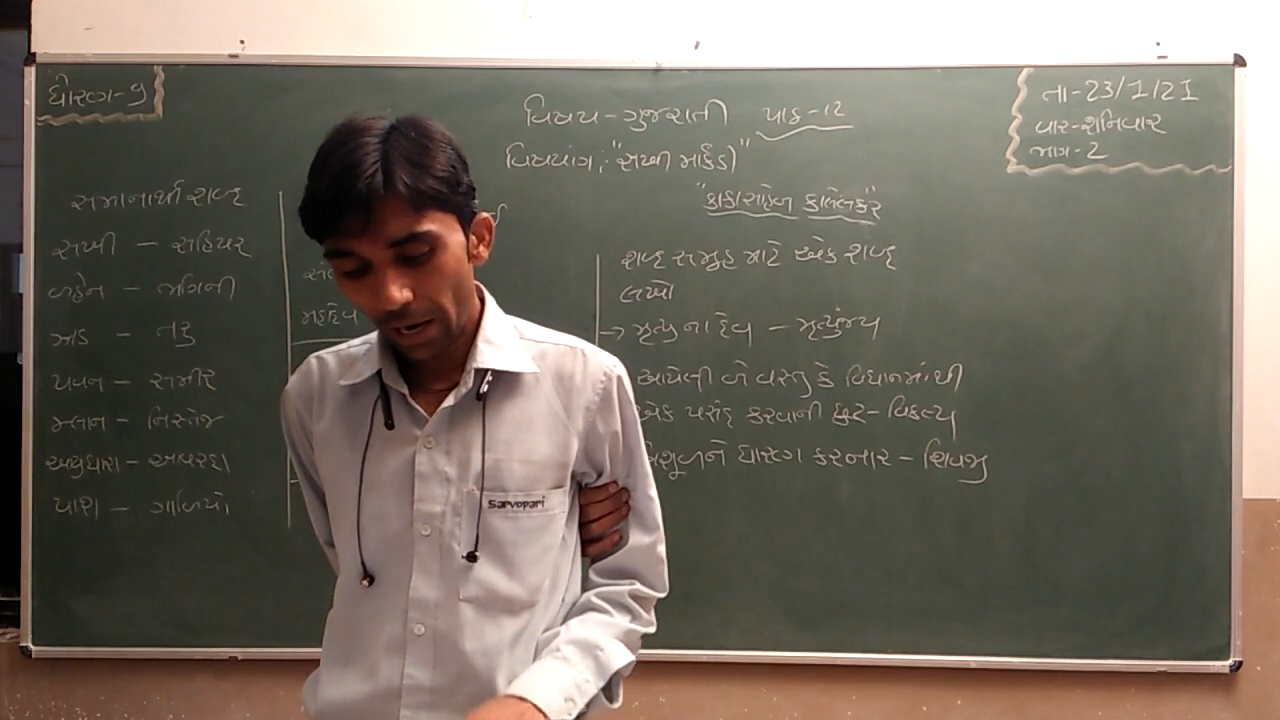 ધોરણ-9
વિષય-ગુજરાતી પાઠ-12
વિષયાંગ: "સખી માર્કંડી"
"કાકાસાહેબ કાલેલકર"
તા-23/1/21
વાર-શનિવાર
ભાગ-2
સમાનાર્થી શબ્દ
સખી - સહિયર
બહેન - ભગિની
ઝાડ - તરુ
પવન - સમીર
મ્લાન - નિસ્તેજ
અશ્રુધારા - આંસુધારા
પાશ - ગાળિયો
શબ્દ સમુહ માટે એક શબ્દ
લખો
→ મૃત્યુ ના દેવ - મૃત્યુંજય
આપેલી બે વસ્તુ કે વિધાનમાંથી
એક પસંદ કરવાની છુટ - વિકલ્પ
ત્રિશૂળને ધારણ કરનાર - શિવજી
Sarvopari